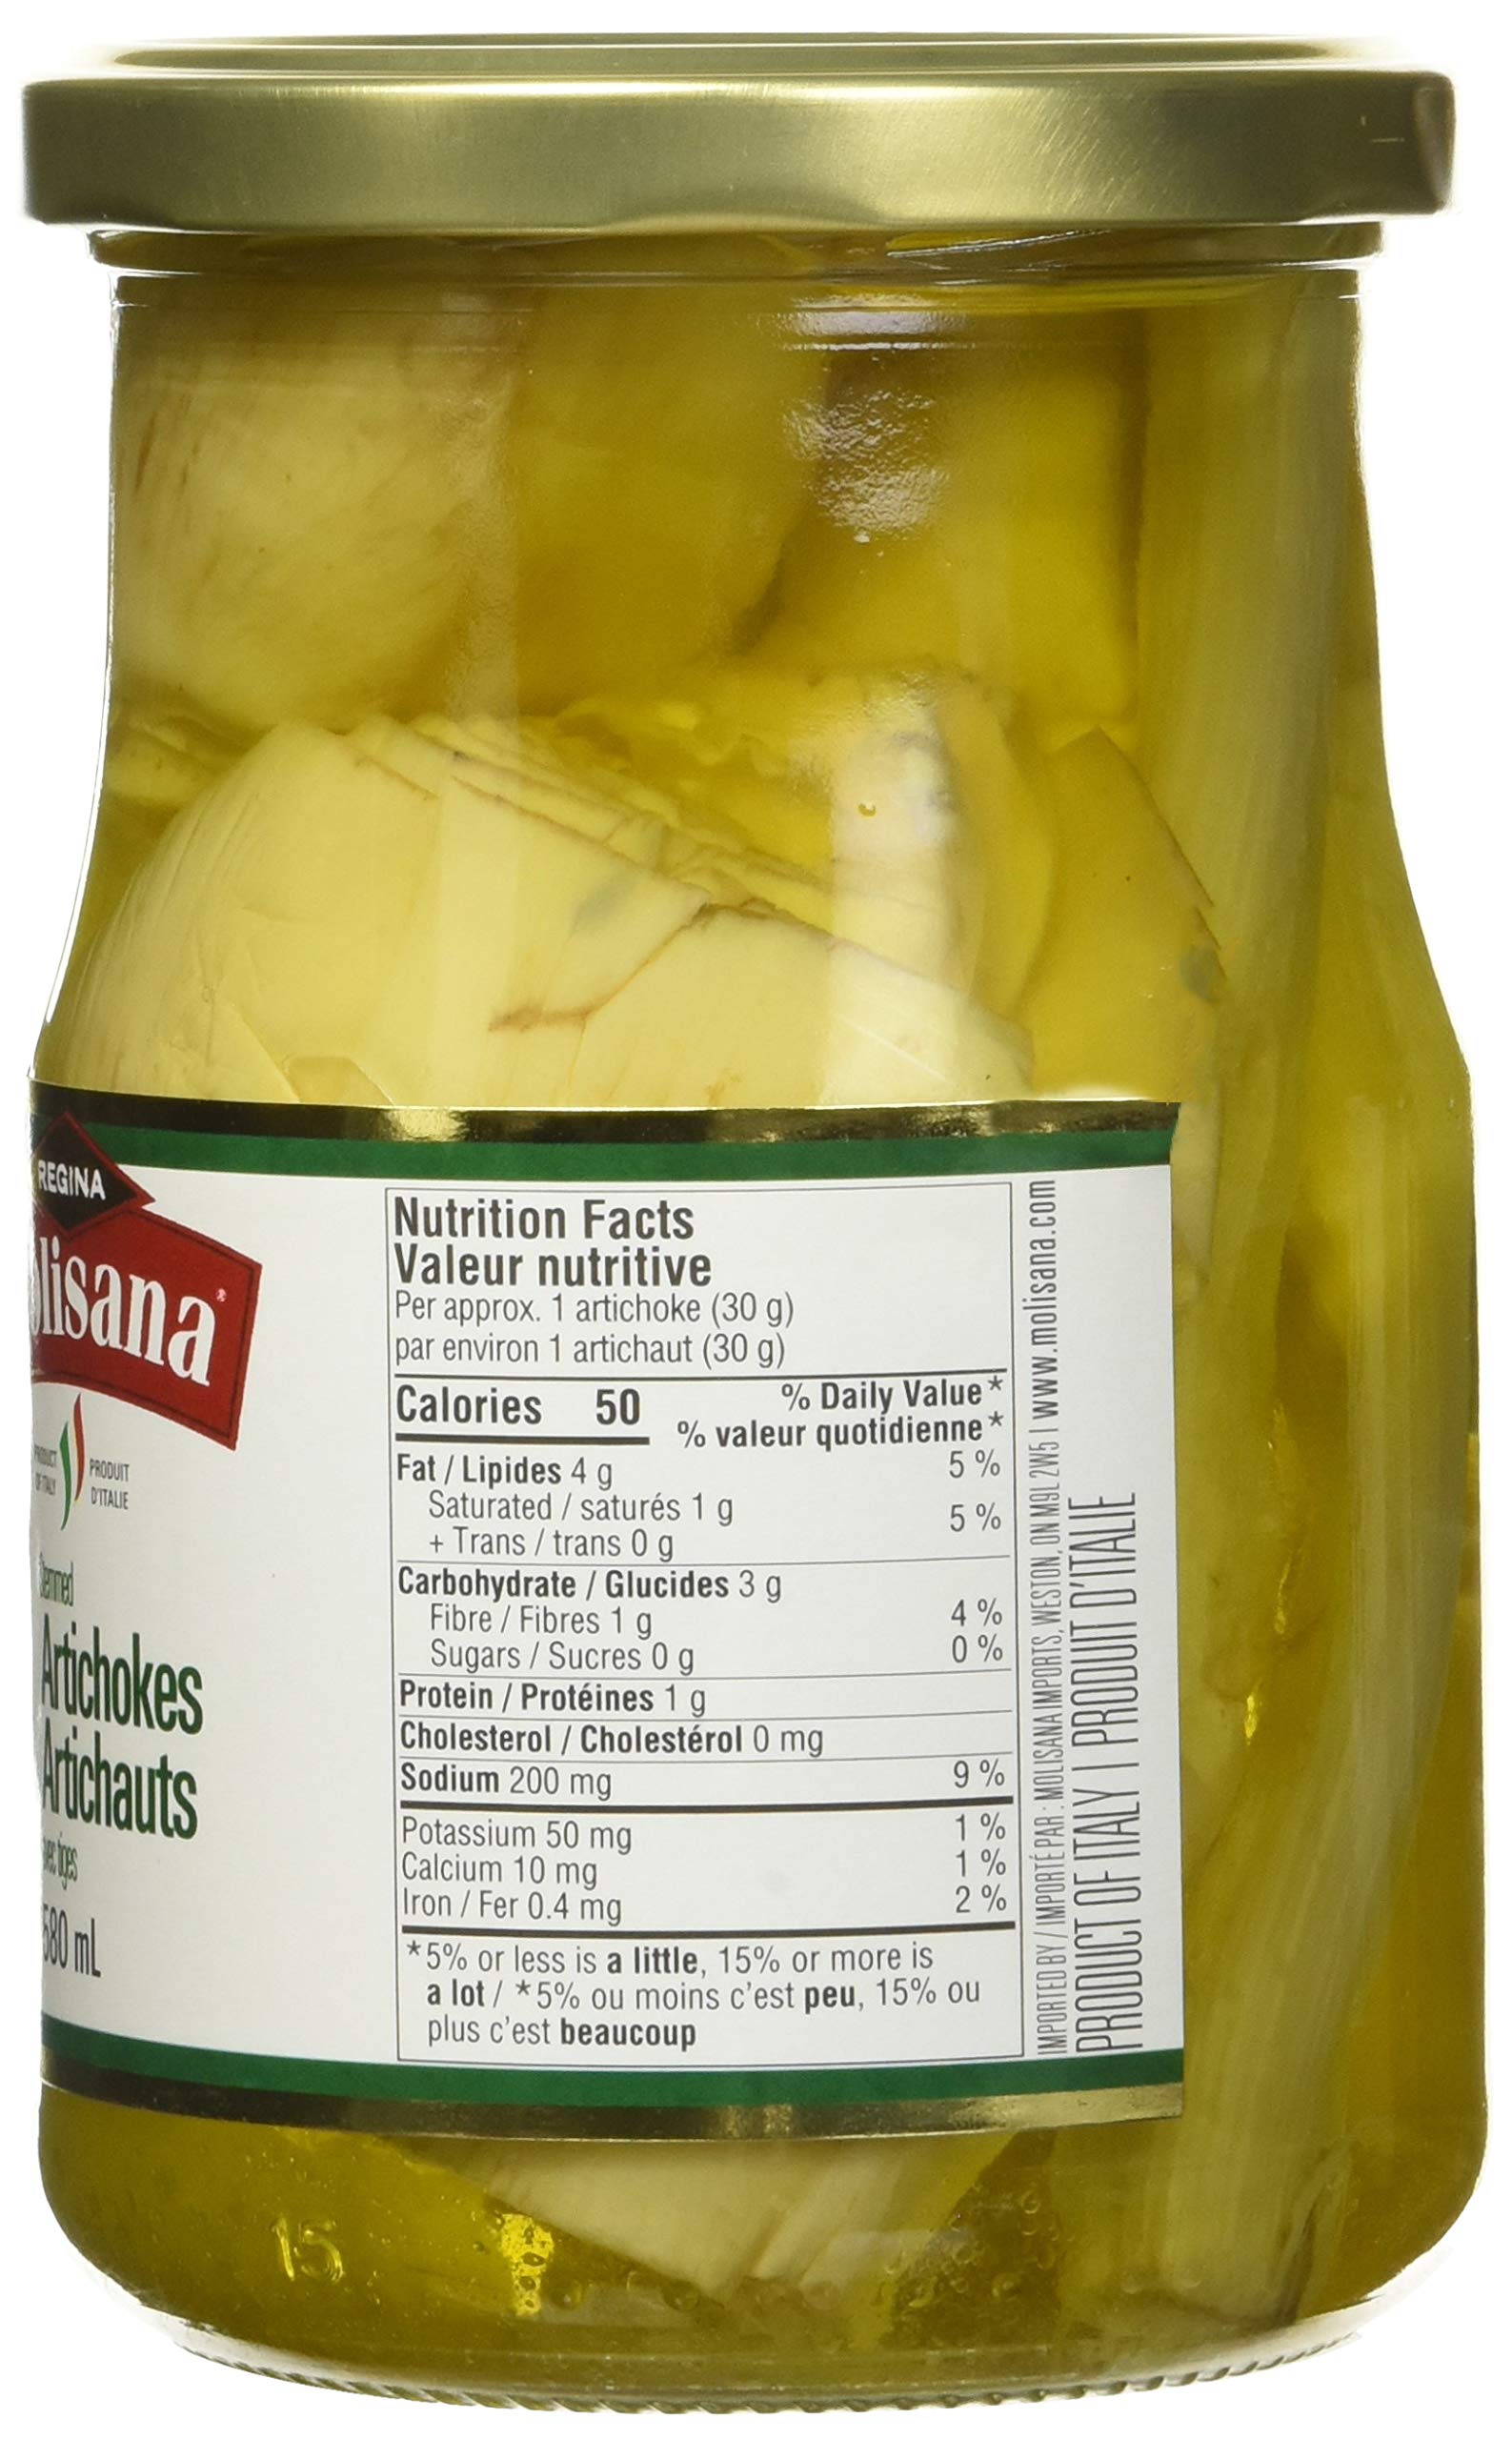 REGINA
lisana
PRODUCT
OF ITALY
PRODUIT
D'ITALIE
Artichokes
Artichauts
avec tiges
580 mL
Nutrition Facts
Valeur nutritive
Per approx. 1 artichoke (30 g)
par environ 1 artichaut (30 g)
Calories 50 % Daily Value*
% valeur quotidienne*
Fat / Lipides 4 g 5 %
Saturated / saturés 1 g 5 %
+ Trans / trans 0 g
Carbohydrate / Glucides 3 g
Fibre / Fibres 1 g 4 %
Sugars / Sucres 0 g 0 %
Protein / Protéines 1 g
Cholesterol / Cholestérol 0 mg
Sodium 200 mg 9 %
Potassium 50 mg 1 %
Calcium 10 mg 1 %
Iron / Fer 0.4 mg 2 %
*5% or less is a little, 15% or more is
a lot / *5% ou moins c'est peu, 15% ou
plus c'est beaucoup
IMPORTED BY / IMPORTÉ PAR : MOLISANA IMPORTS, WESTON, ON M9L 2W5 | www.molisana.com
PRODUCT OF ITALY | PRODUIT D'ITALIE
15